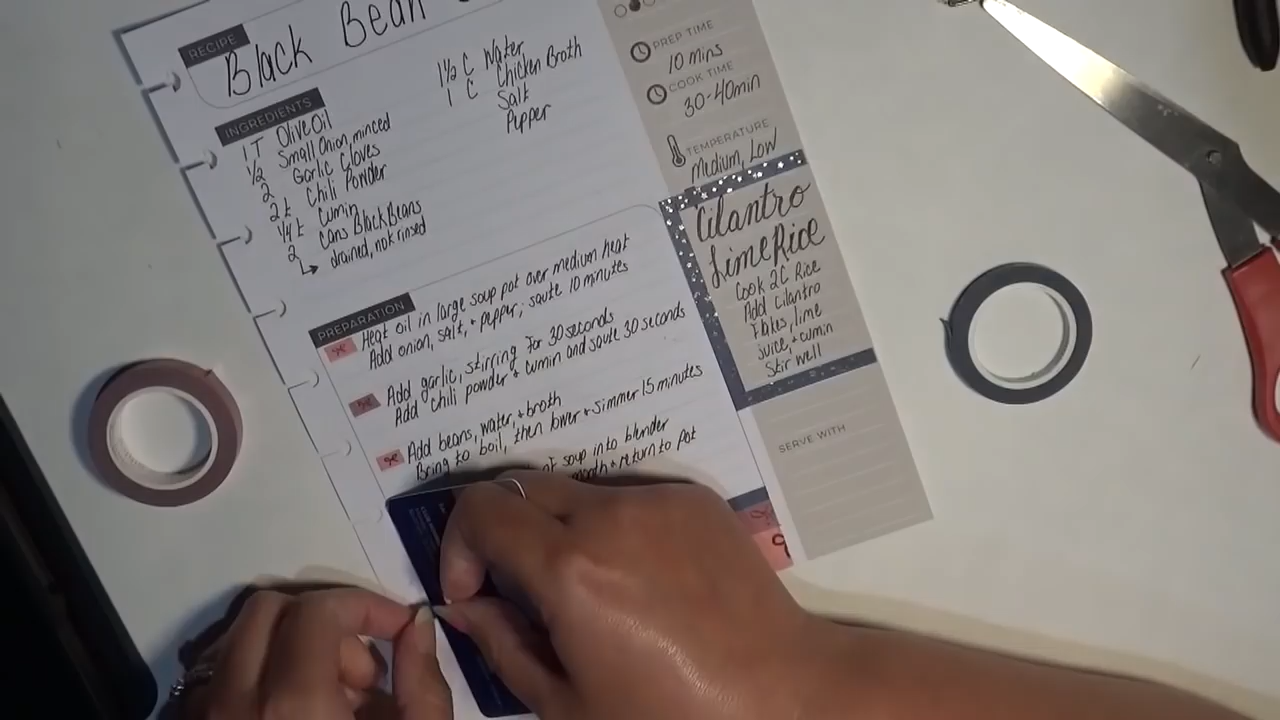 RECIPE
Black Bean
INGREDIENTS
1 T Olive Oil
1/2 Small Onion, minced
2 Garlic Cloves
2 t Chili Powder
1/4 t Cumin
2 Cans Black Beans
drained, not rinsed
1 1/2 C Water
1 C Chicken Broth
Salt
Pepper
PREPARATION
Heat oil in large soup pot over medium heat
Add onion, salt, + pepper; saute 10 minutes
Add garlic, stirring for 30 seconds
Add chili powder + cumin and saute 30 seconds
Add beans, water, + broth
Bring to boil, then lower + simmer 15 minutes
of soup into blender
+ return to pot
PREP TIME
10 mins
COOK TIME
30-40min
TEMPERATURE
Medium, Low
Cilantro
Lime Rice
Cook 2C Rice
Add Cilantro
Flakes, lime
juice, + cumin
Stir well
SERVE WITH